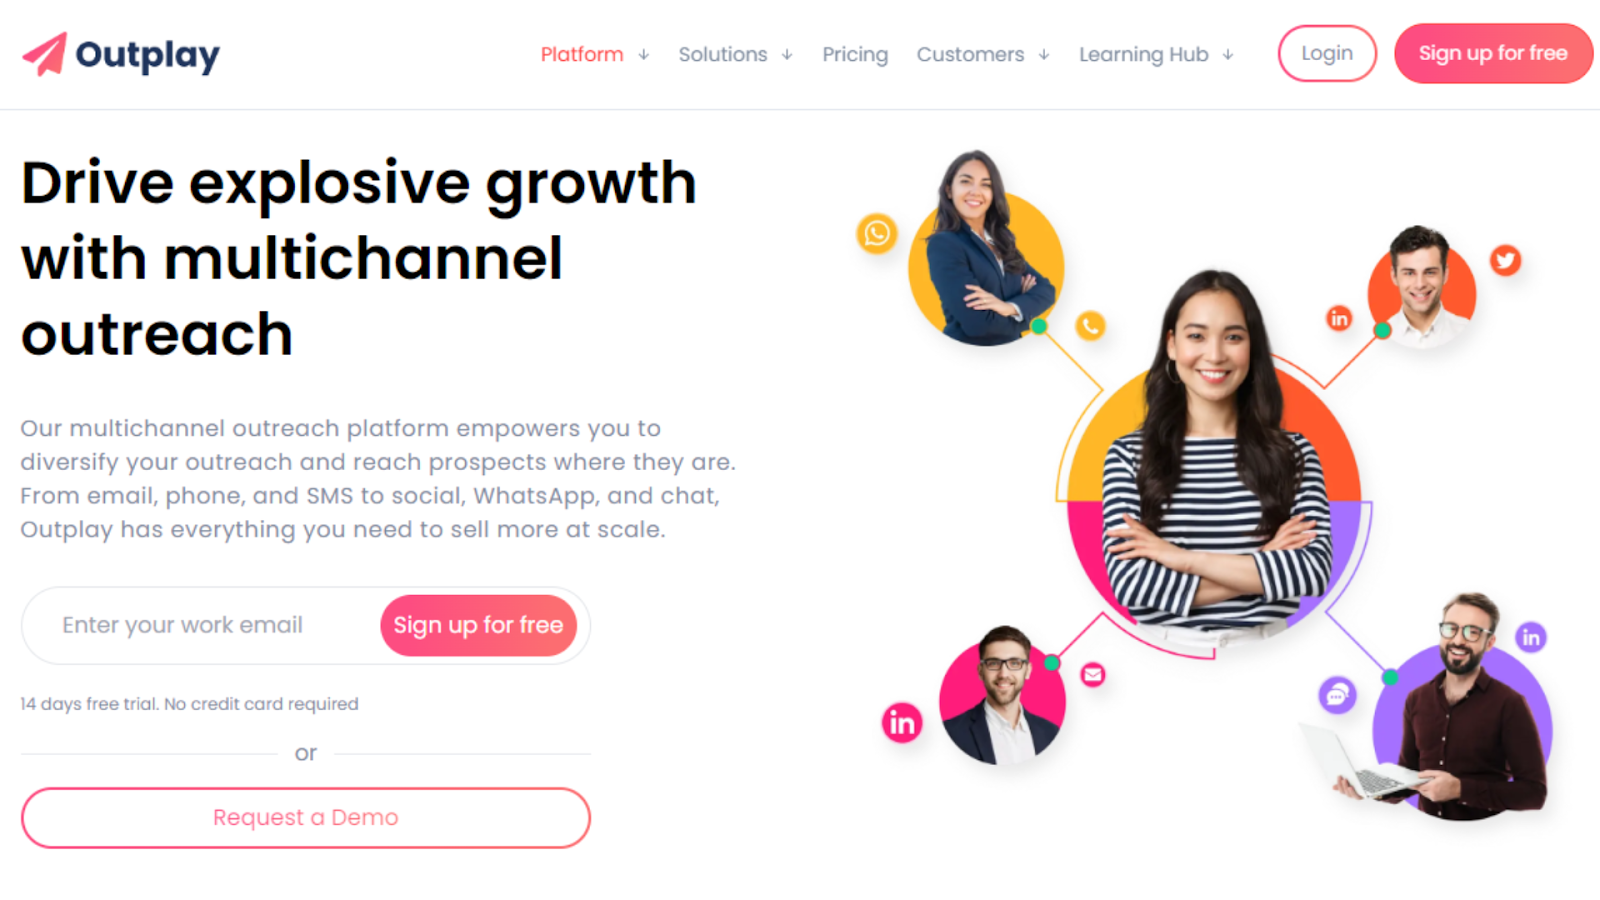 Outplay
Platform
Solutions
Pricing
Customers
Learning Hub
Login
Sign up for free
Drive explosive growth
with multichannel
outreach
Our multichannel outreach platform empowers you to
diversify your outreach and reach prospects where they are.
From email, phone, and SMS to social, WhatsApp, and chat,
Outplay has everything you need to sell more at scale.
Enter your work email
Sign up for free
14 days free trial. No credit card required
or
Request a Demo
in
in
in